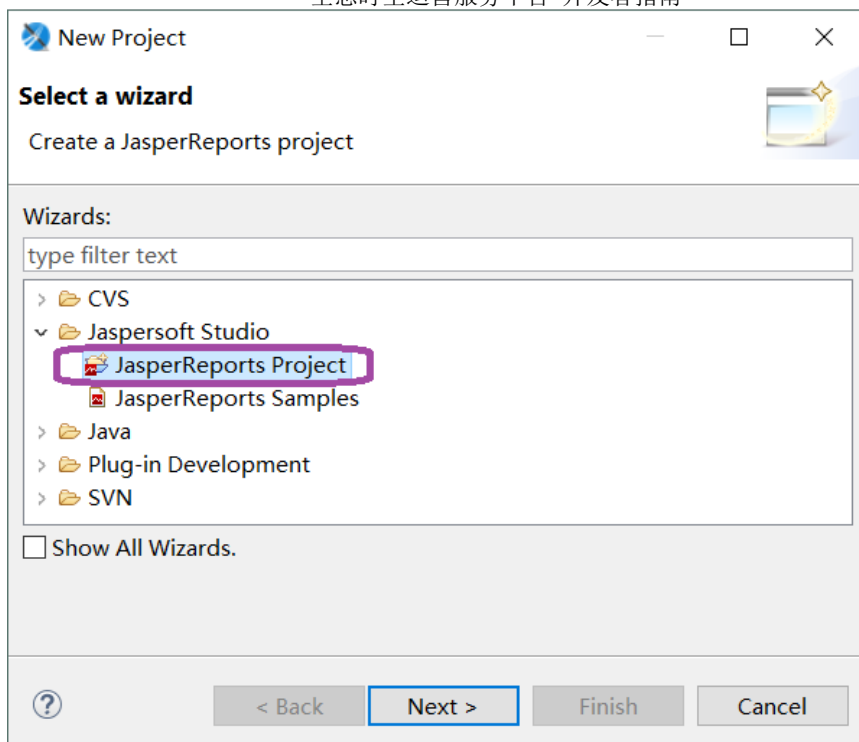 New Project
Select a wizard
Create a JasperReports project
Wizards:
type filter text
CVS
Jaspersoft Studio
JasperReports Project
JasperReports Samples
Java
Plug-in Development
SVN
Show All Wizards.
< Back Next > Finish Cancel